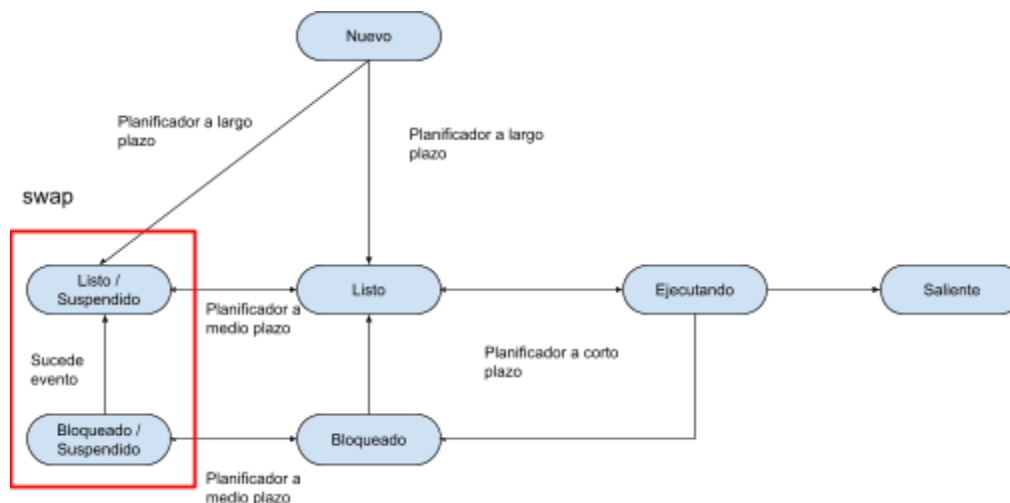 Nuevo
Planificador a largo
plazo
Planificador a largo
plazo
swap
Listo /
Suspendido
Listo
Ejecutando
Saliente
Planificador a
medio plazo
Sucede
evento
Planificador a corto
plazo
Bloqueado /
Suspendido
Bloqueado
Planificador a
medio plazo